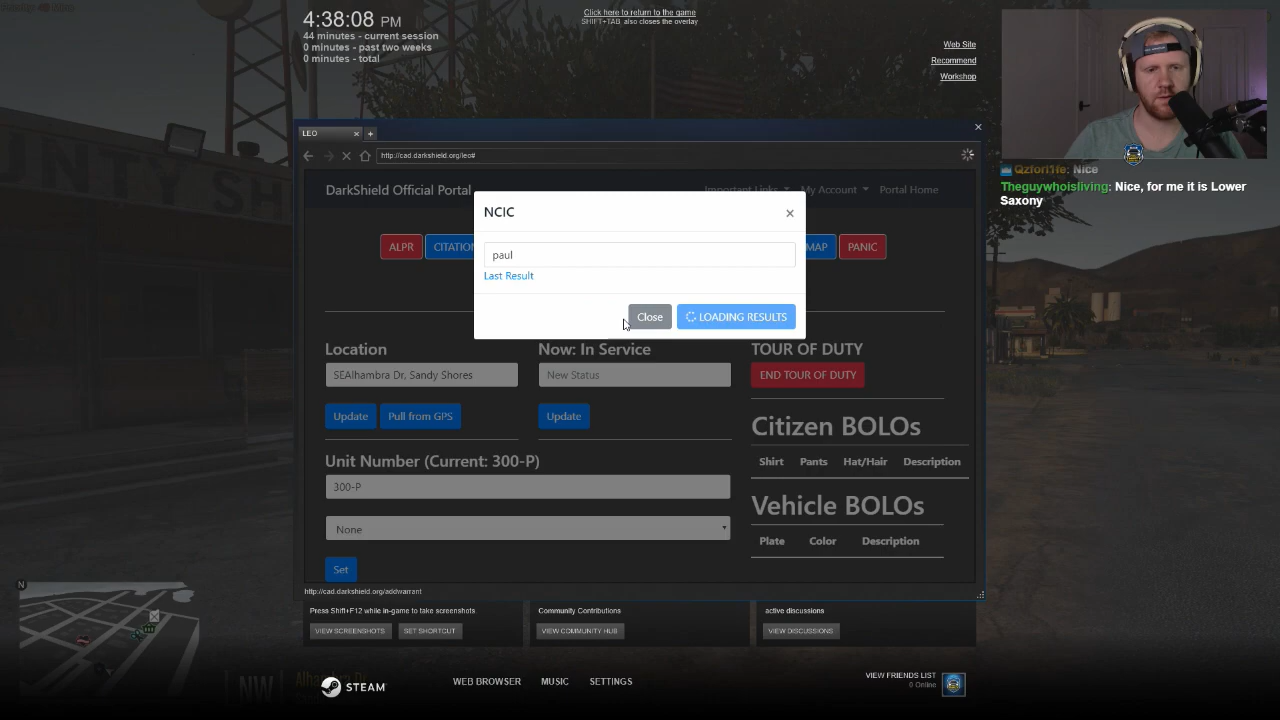 4:38:08 PM
44 minutes - current session
0 minutes - past two weeks
0 minutes - total
Click here to return to the game
SHIFT+TAB also closes the overlay
Web Site
Recommend
Workshop
Qzforlife: Nice
Theguywhoisliving: Nice, for me it is Lower
Saxony
LEO
http://cad.darkshield.org/leo#
DarkShield Official Portal
Important Links
My Account
Portal Home
NCIC
paul
Last Result
Close
LOADING RESULTS
ALPR
CITATION
MAP
PANIC
Location
SEAlhambra Dr, Sandy Shores
Update
Pull from GPS
Now: In Service
New Status
Update
TOUR OF DUTY
END TOUR OF DUTY
Unit Number (Current: 300-P)
300-P
None
Set
Citizen BOLOs
Shirt Pants Hat/Hair Description
Vehicle BOLOs
Plate Color Description
http://cad.darkshield.org/addwarrant
Press Shift+F12 while in-game to take screenshots
VIEW SCREENSHOTS
SET SHORTCUT
Community Contributions
VIEW COMMUNITY HUB
active discussions
VIEW DISCUSSIONS
N
NW
Alhambra Dr
STEAM
WEB BROWSER
MUSIC
SETTINGS
VIEW FRIENDS LIST
0 Online